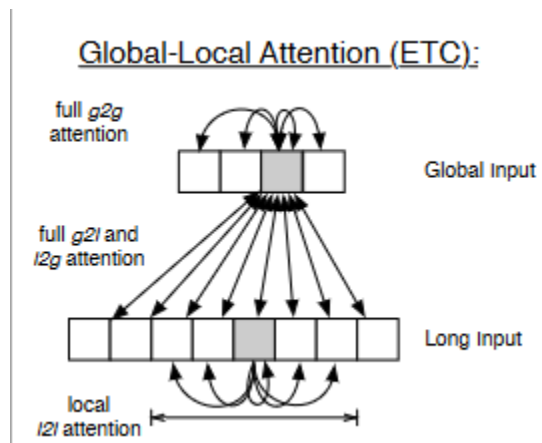 Global-Local Attention (ETC):
full g2g
attention
Global Input
full g2l and
l2g attention
Long Input
local
l2l attention